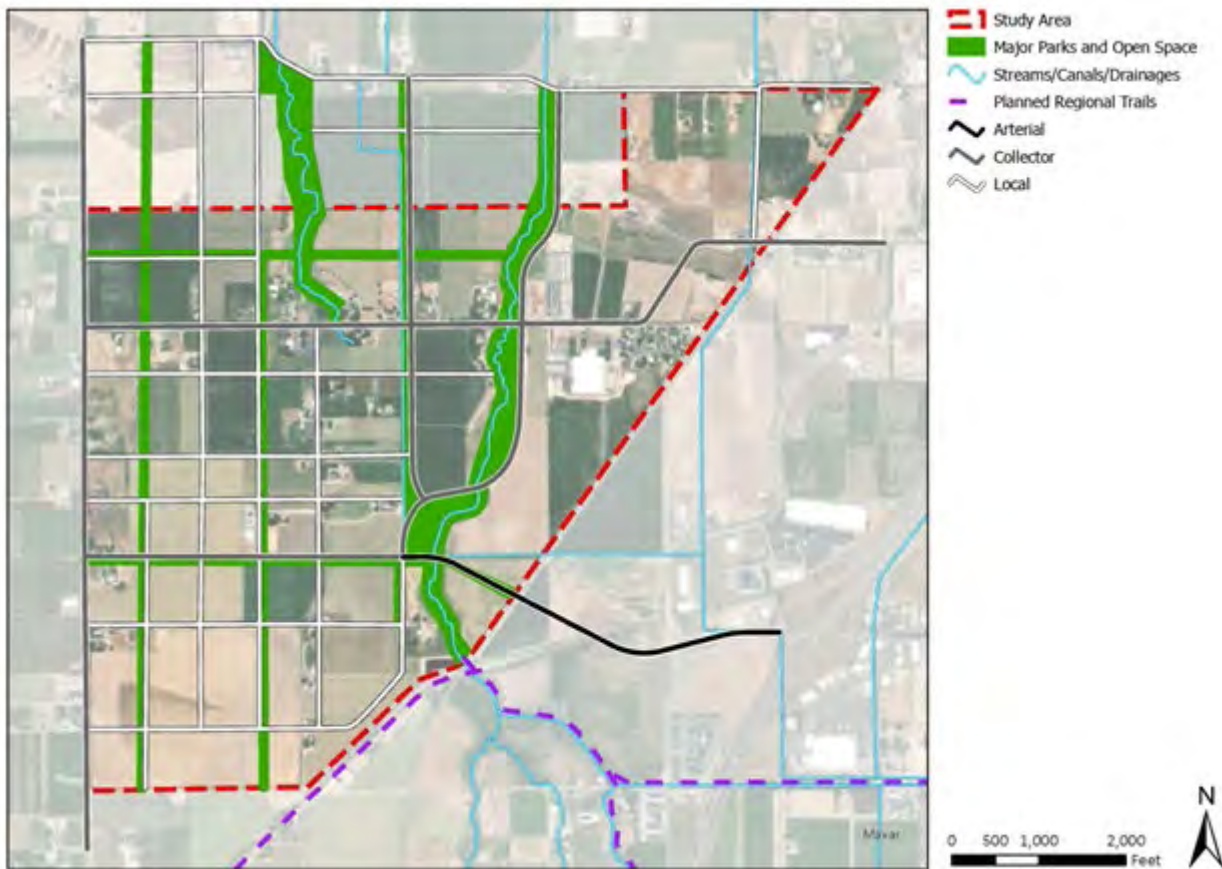 Study Area
Major Parks and Open Space
Streams/Canals/Drainages
Planned Regional Trails
Arterial
Collector
Local
N
0 500 1,000 2,000
Feet